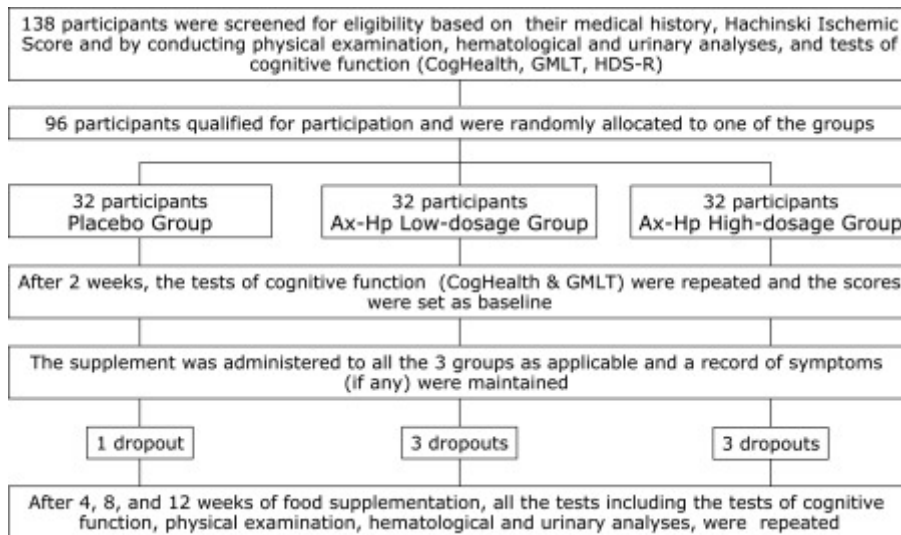 138 participants were screened for eligibility based on their medical history, Hachinski Ischemic
Score and by conducting physical examination, hematological and urinary analyses, and tests of
cognitive function (CogHealth, GMLT, HDS-R)
96 participants qualified for participation and were randomly allocated to one of the groups
32 participants
Placebo Group
32 participants
Ax-Hp Low-dosage Group
32 participants
Ax-Hp High-dosage Group
After 2 weeks, the tests of cognitive function (CogHealth & GMLT) were repeated and the scores
were set as baseline
The supplement was administered to all the 3 groups as applicable and a record of symptoms
(if any) were maintained
1 dropout
3 dropouts
3 dropouts
After 4, 8, and 12 weeks of food supplementation, all the tests including the tests of cognitive
function, physical examination, hematological and urinary analyses, were repeated